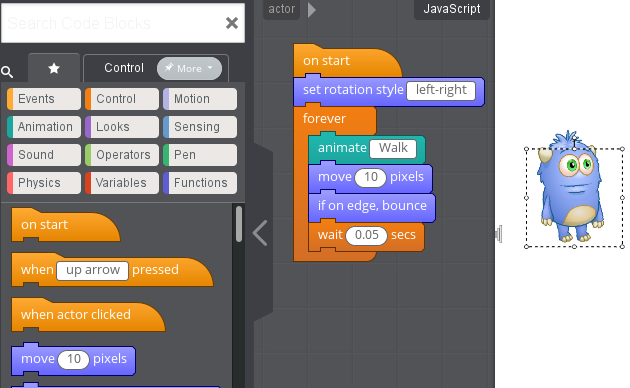 Search Code Blocks
actor
JavaScript
Control
More
Events
Control
Motion
Animation
Looks
Sensing
Sound
Operators
Pen
Physics
Variables
Functions
on start
when up arrow pressed
when actor clicked
move 10 pixels
on start
set rotation style left-right
forever
animate Walk
move 10 pixels
if on edge, bounce
wait 0.05 secs